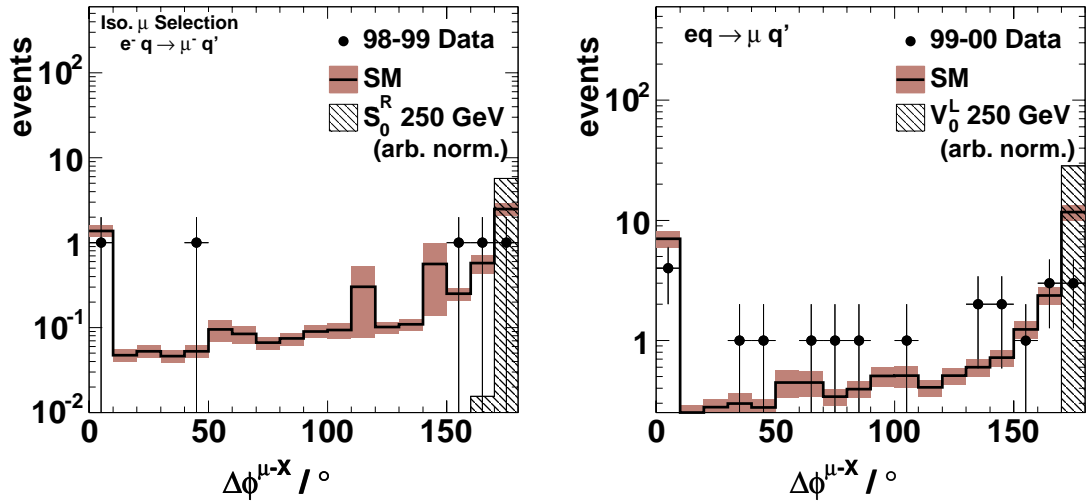 Iso. μ Selection
e⁻ q → μ⁻ q’
98-99 Data
SM
S₀ᴿ 250 GeV
(arb. norm.)
events
10²
10
1
10⁻¹
10⁻²
0 50 100 150
Δϕ^μ-X / °
eq → μ q’
99-00 Data
SM
V₀ᴸ 250 GeV
(arb. norm.)
events
10²
10
1
0 50 100 150
Δϕ^μ-X / °